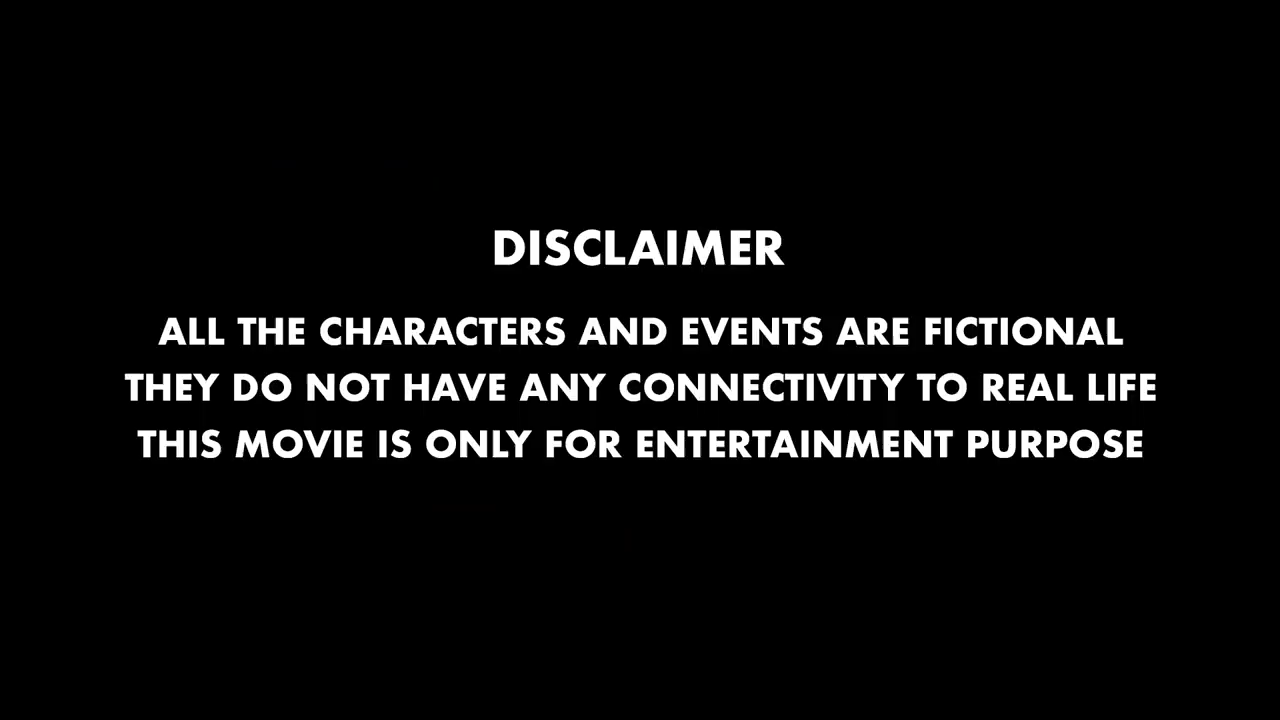 DISCLAIMER
ALL THE CHARACTERS AND EVENTS ARE FICTIONAL
THEY DO NOT HAVE ANY CONNECTIVITY TO REAL LIFE
THIS MOVIE IS ONLY FOR ENTERTAINMENT PURPOSE